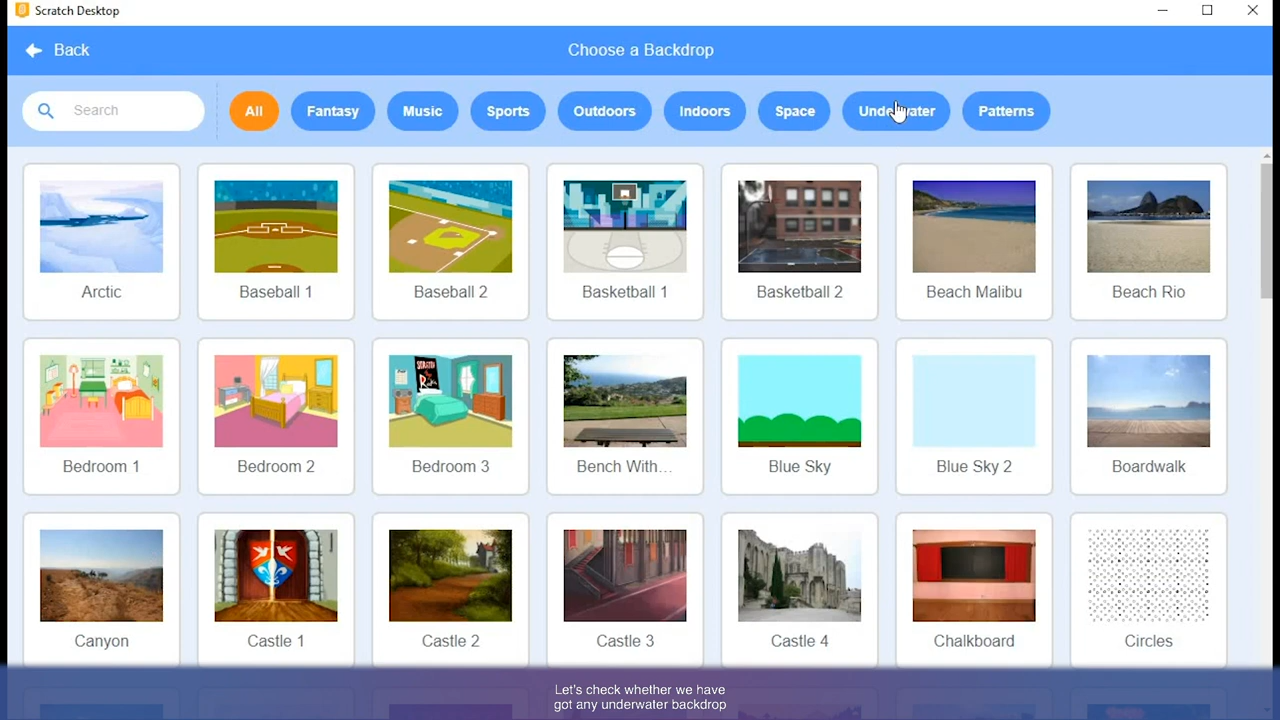 Scratch Desktop
Back
Choose a Backdrop
Search
All
Fantasy
Music
Sports
Outdoors
Indoors
Space
Underwater
Patterns
Arctic
Baseball 1
Baseball 2
Basketball 1
Basketball 2
Beach Malibu
Beach Rio
Bedroom 1
Bedroom 2
SCRATCH
Bedroom 3
Bench With...
Blue Sky
Blue Sky 2
Boardwalk
Canyon
Castle 1
Castle 2
Castle 3
Castle 4
Chalkboard
Circles
Let's check whether we have
got any underwater backdrop